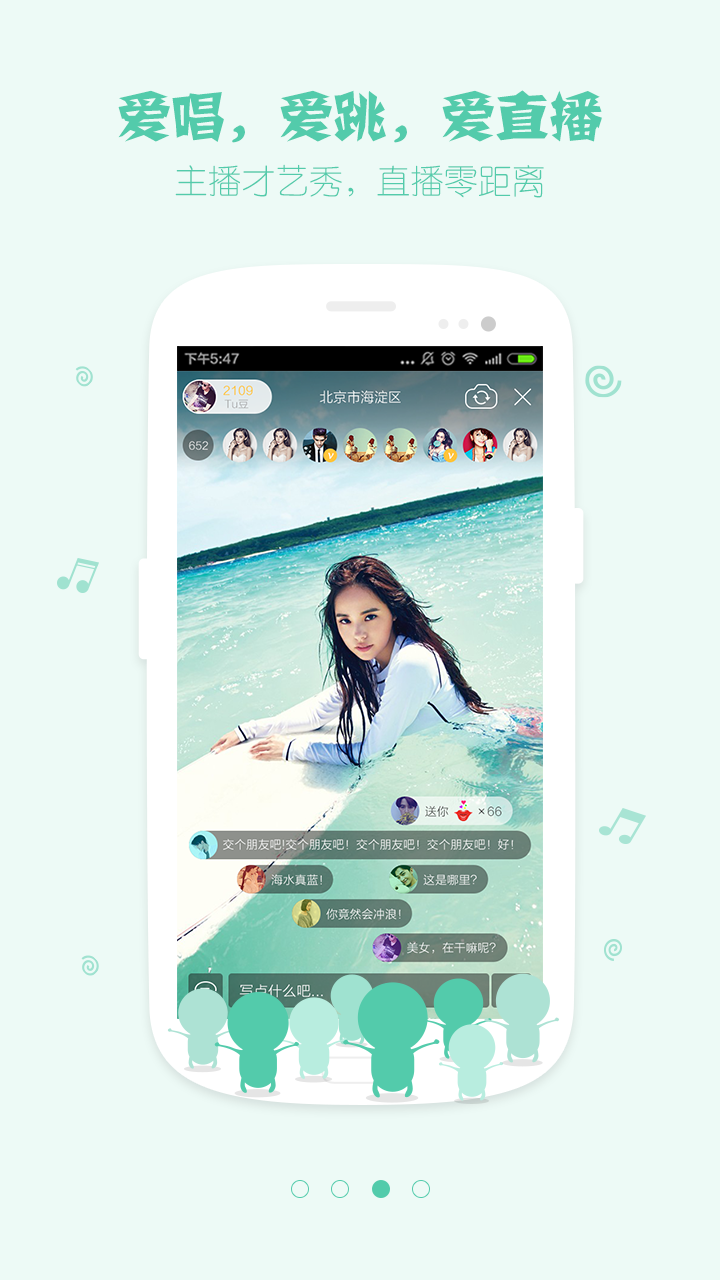 爱唱，爱跳，爱直播
主播才艺秀，直播零距离
下午5:47
2109
Tu豆
北京市海淀区
652
送你 ×66
交个朋友吧!交个朋友吧！交个朋友吧！交个朋友吧！好！
海水真蓝！
这是哪里？
你竟然会冲浪！
美女，在干嘛呢？
写点什么吧...